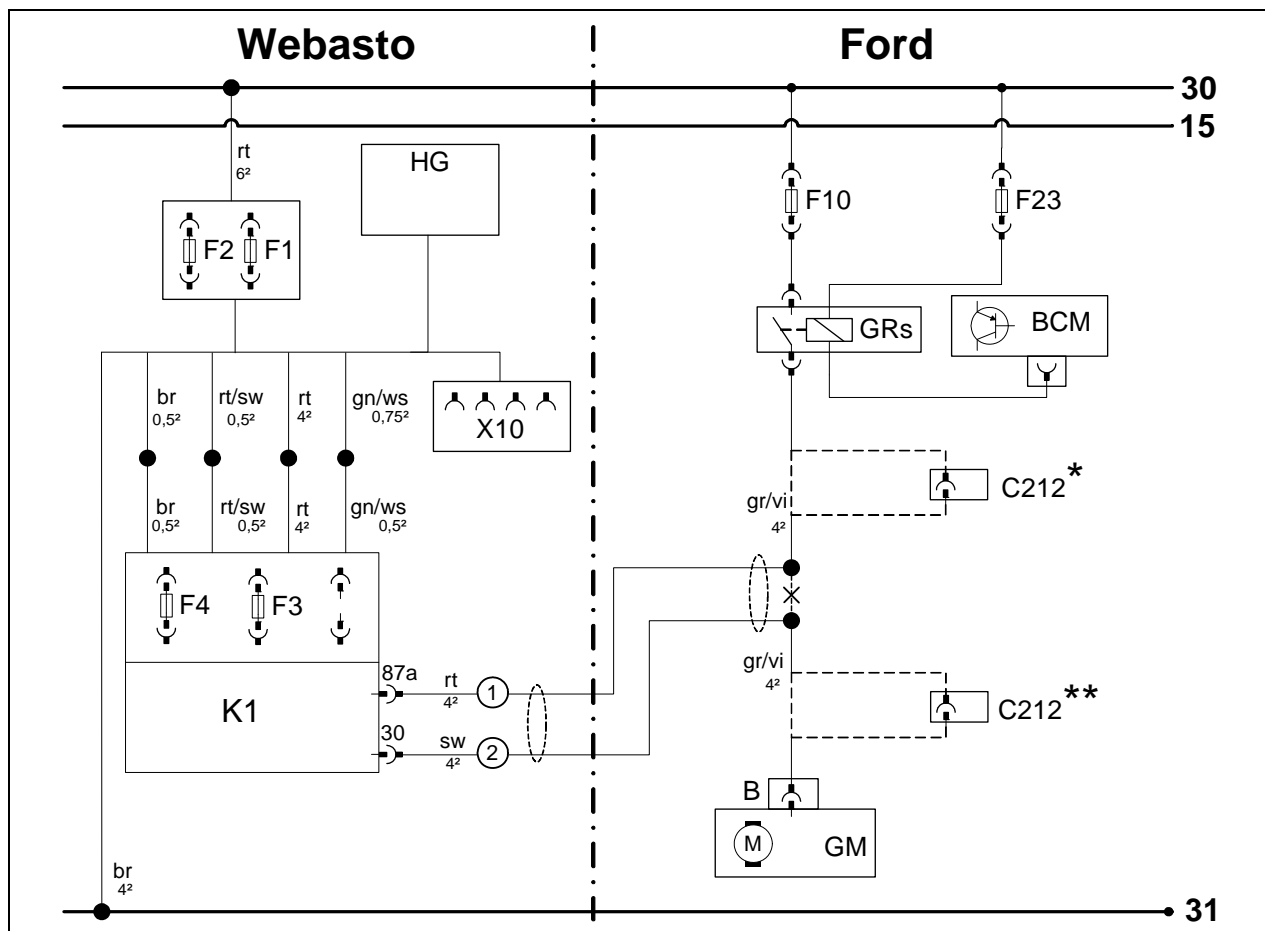 Webasto
Ford
30
15
rt
6²
HG
F2
F1
F10
F23
GRs
BCM
br
0,5²
rt/sw
0,5²
rt
4²
gn/ws
0,75²
X10
br
0,5²
rt/sw
0,5²
rt
4²
gn/ws
0,5²
gr/vi
4²
C212*
F4
F3
K1
87a
rt
4²
1
30
sw
4²
2
gr/vi
4²
C212**
B
M
GM
br
4²
31